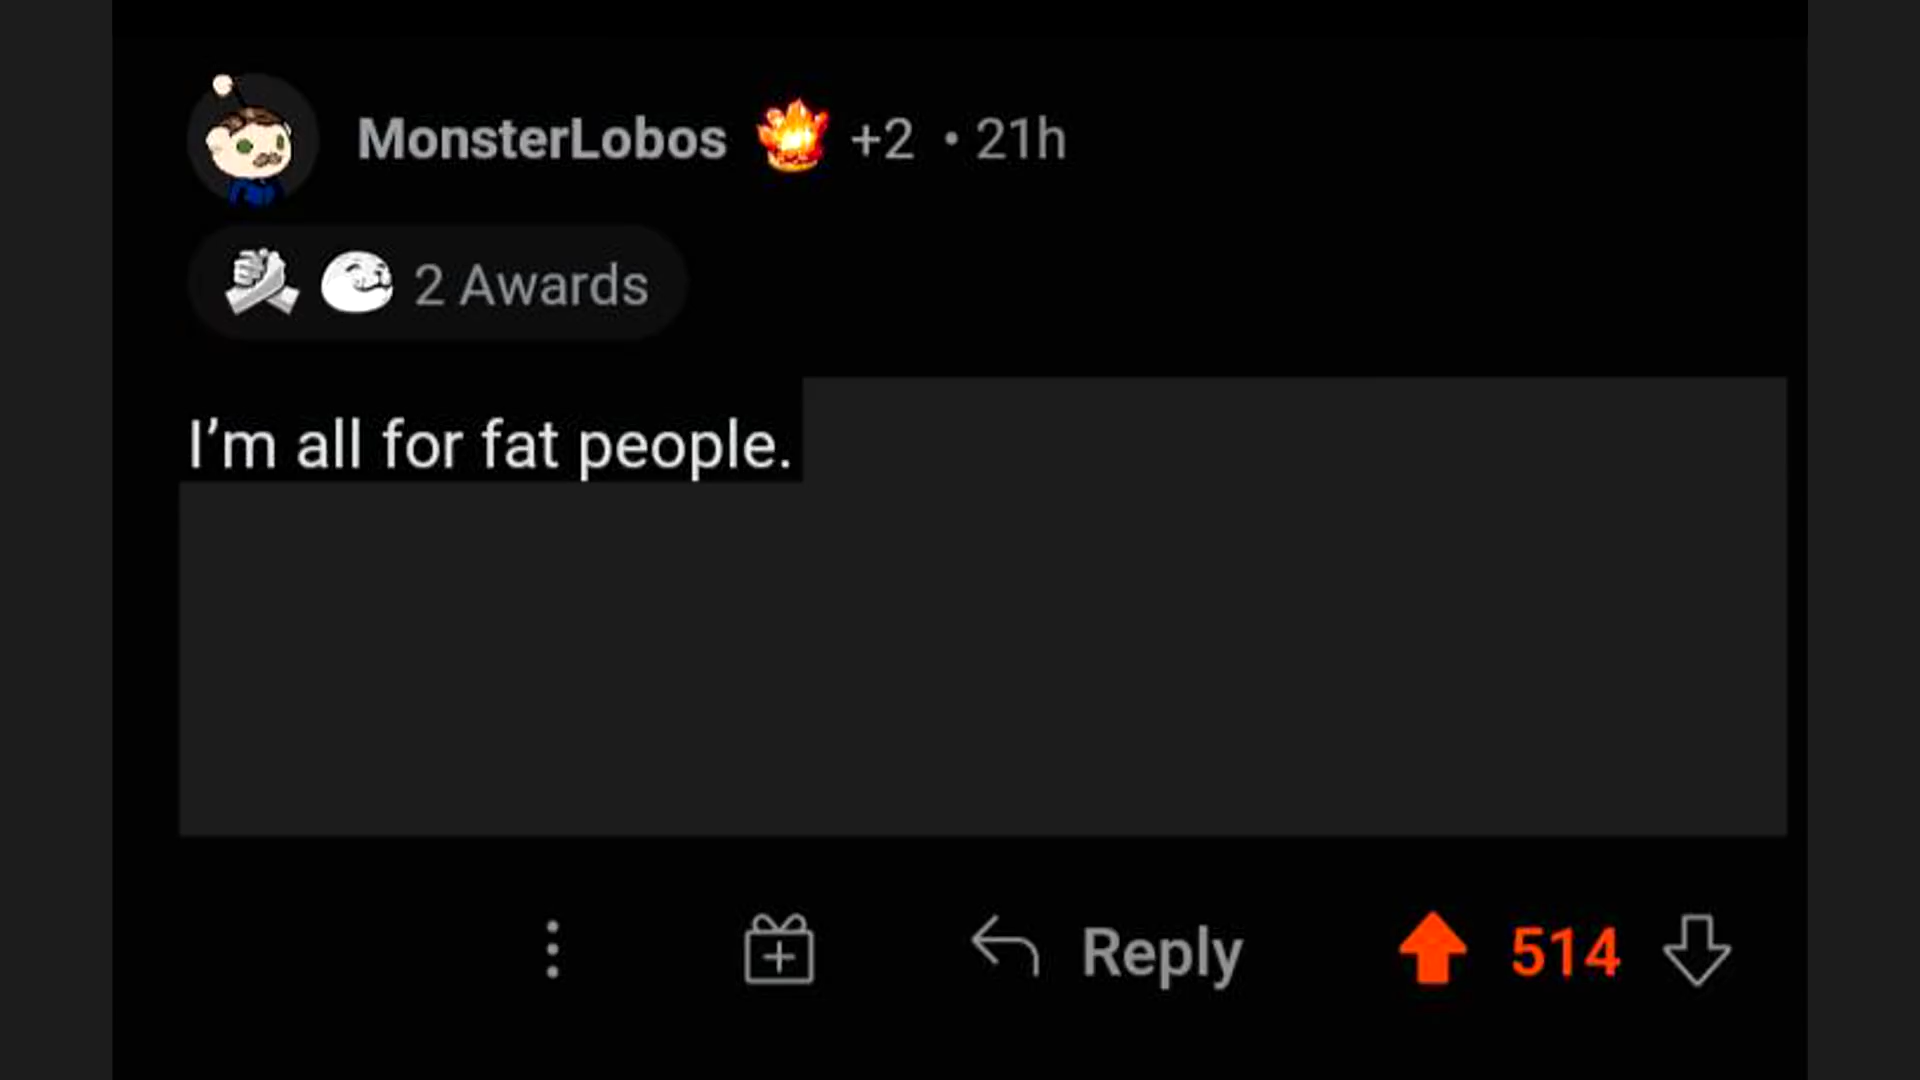 MonsterLobos +2 • 21h
2 Awards
I’m all for fat people.
Reply 514